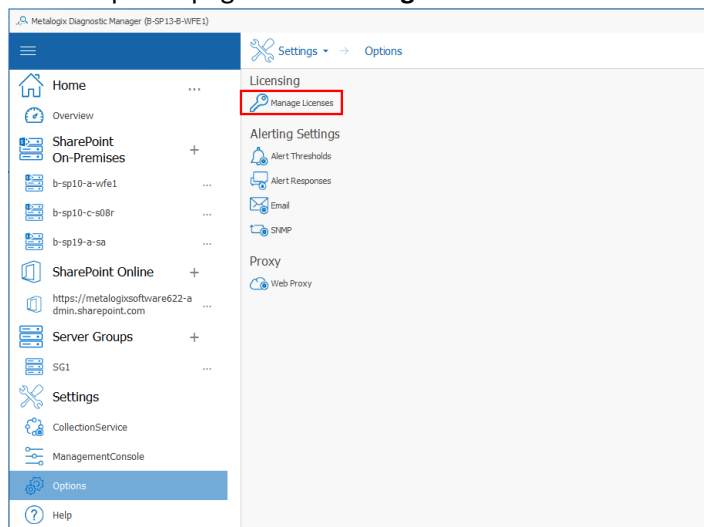 Metalogix Diagnostic Manager (B-SP13-B-WFE1)
Settings
Options
Home
...
Overview
SharePoint
On-Premises
+
b-sp10-a-wfe1
...
b-sp10-c-s08r
...
b-sp19-a-sa
...
SharePoint Online
+
https://metalogixsoftware622-a
dmin.sharepoint.com
...
Server Groups
+
SG1
...
Settings
CollectionService
ManagementConsole
Options
Help
Licensing
Manage Licenses
Alerting Settings
Alert Thresholds
Alert Responses
Email
SNMP
Proxy
Web Proxy